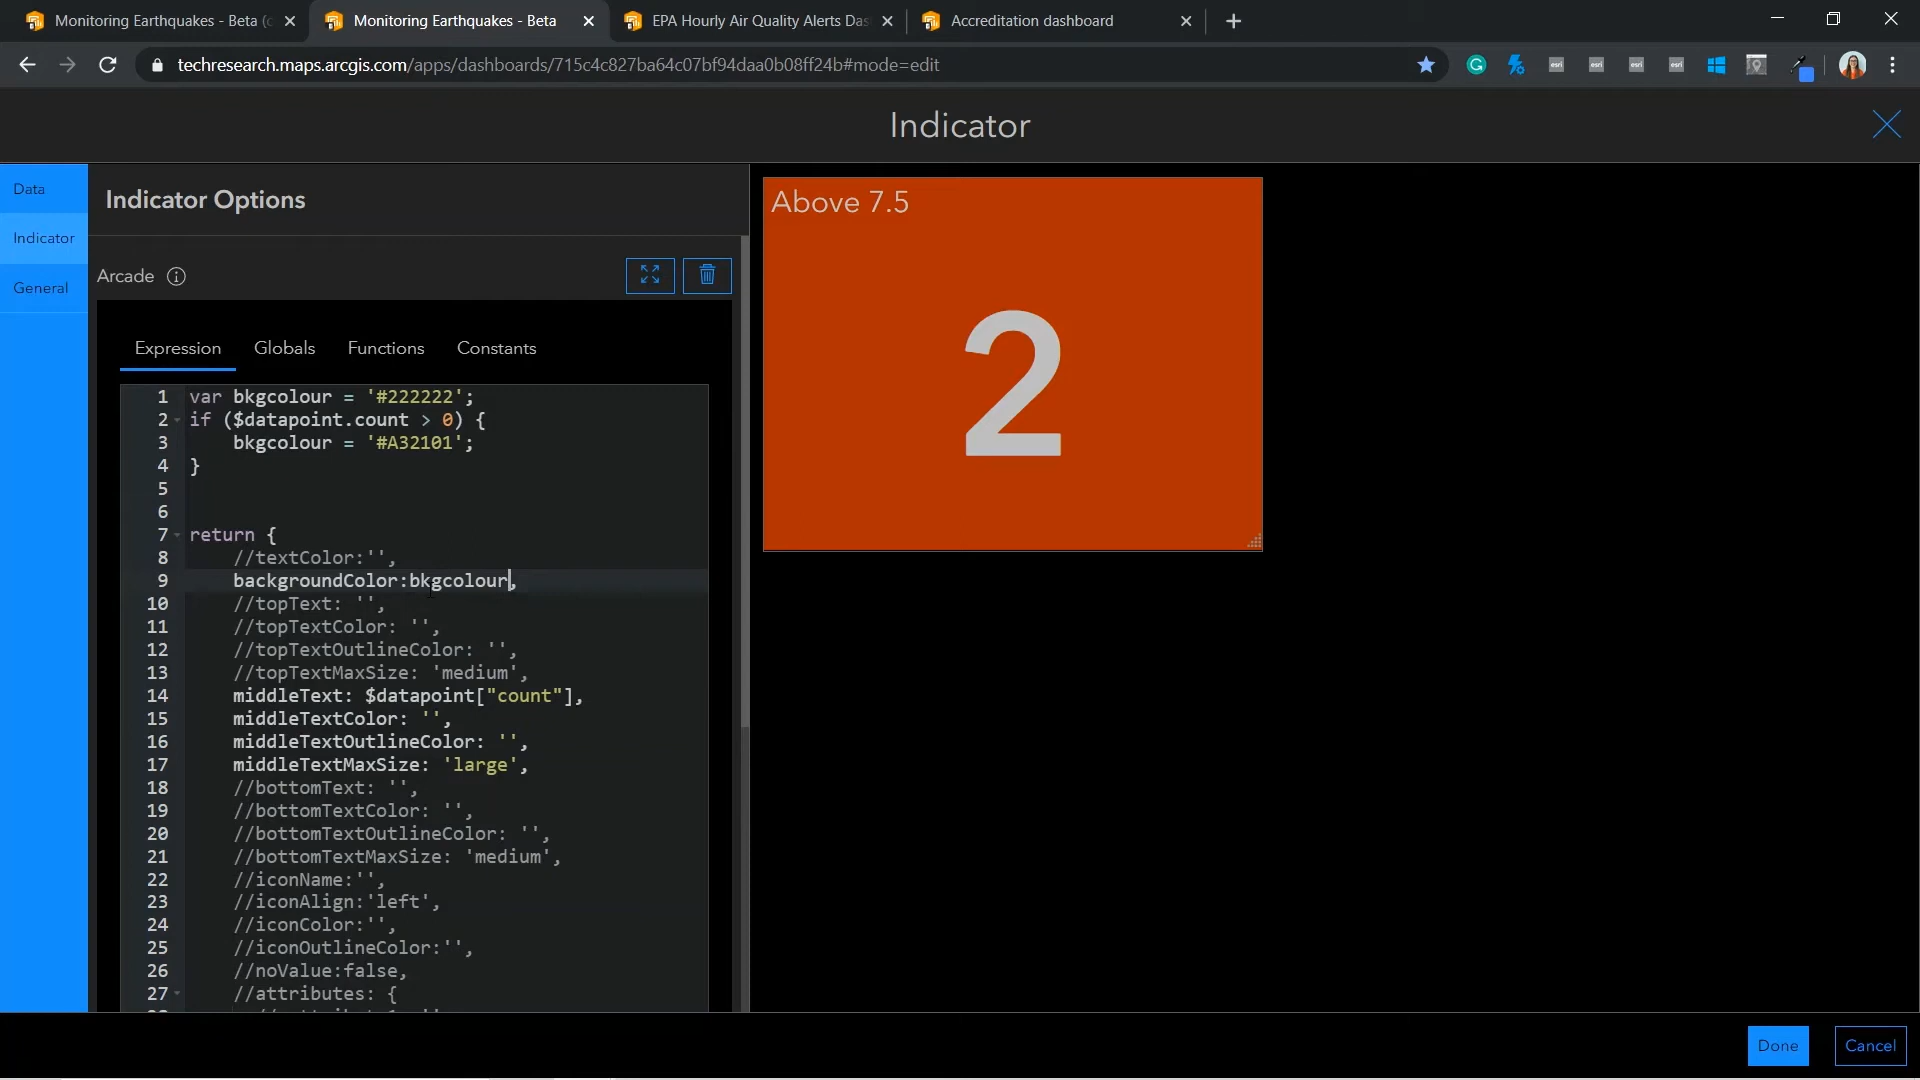 Monitoring Earthquakes - Beta (c
Monitoring Earthquakes - Beta
EPA Hourly Air Quality Alerts Das
Accreditation dashboard
techresearch.maps.arcgis.com/apps/dashboards/715c4c827ba64c07bf94daa0b08ff24b#mode=edit
esri esri esri esri
Indicator
Data
Indicator
General
Indicator Options
Arcade
Expression Globals Functions Constants
1 var bkgcolour = '#222222';
2 if ($datapoint.count > 0) {
3 bkgcolour = '#A32101';
4 }
5
6
7 return {
8 //textColor:'',
9 backgroundColor:bkgcolour,
10 //topText: '',
11 //topTextColor: '',
12 //topTextOutlineColor: '',
13 //topTextMaxSize: 'medium',
14 middleText: $datapoint["count"],
15 middleTextColor: '',
16 middleTextOutlineColor: '',
17 middleTextMaxSize: 'large',
18 //bottomText: '',
19 //bottomTextColor: '',
20 //bottomTextOutlineColor: '',
21 //bottomTextMaxSize: 'medium',
22 //iconName:'',
23 //iconAlign:'left',
24 //iconColor:'',
25 //iconOutlineColor:'',
26 //noValue:false,
27 //attributes: {
Above 7.5
2
Done Cancel